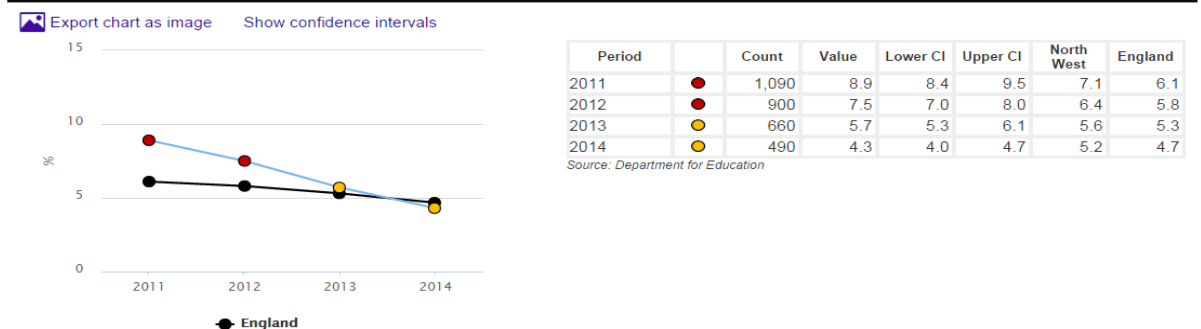 Export chart as image Show confidence intervals
15
10
%
5
0
2011 2012 2013 2014
England
Period Count Value Lower CI Upper CI North West England
2011 1,090 8.9 8.4 9.5 7.1 6.1
2012 900 7.5 7.0 8.0 6.4 5.8
2013 660 5.7 5.3 6.1 5.6 5.3
2014 490 4.3 4.0 4.7 5.2 4.7
Source: Department for Education